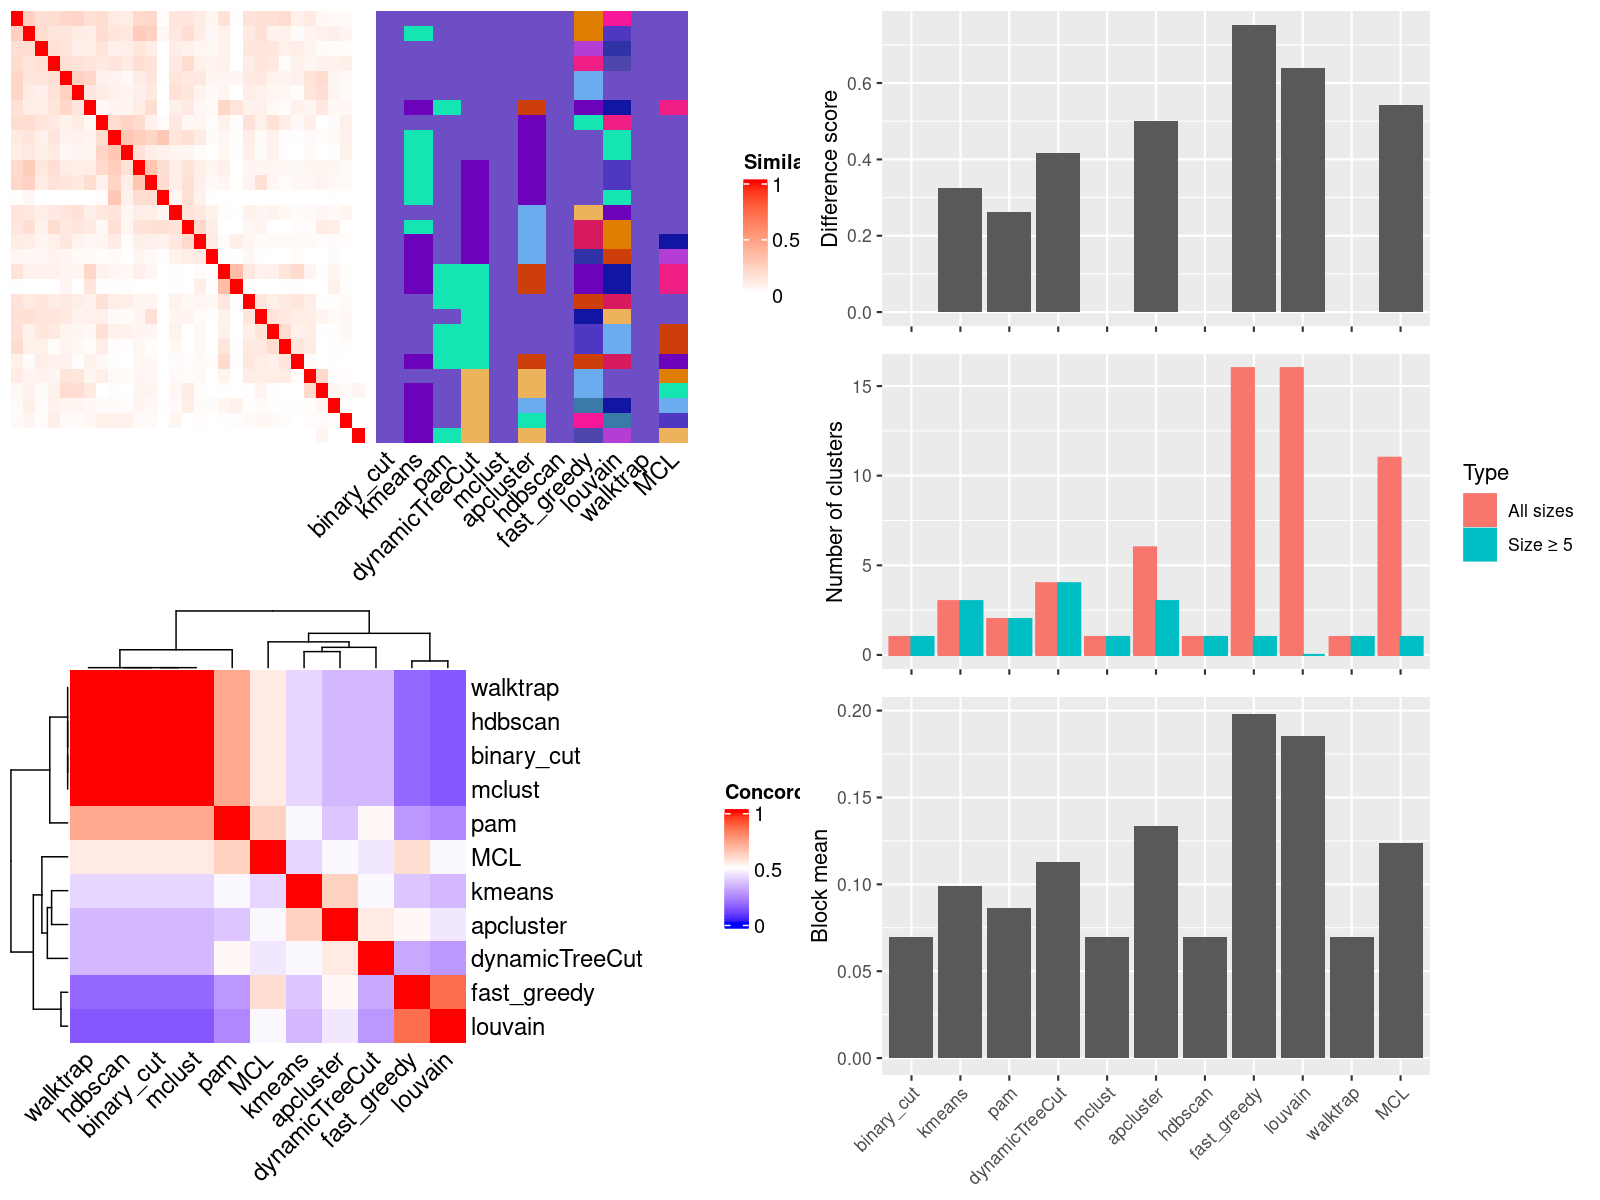 Simila
1
0.5
0
binary_cut
kmeans
pam
dynamicTreeCut
mclust
apcluster
hdbscan
fast_greedy
louvain
walktrap
MCL
walktrap
hdbscan
binary_cut
mclust
pam
MCL
kmeans
apcluster
dynamicTreeCut
fast_greedy
louvain
Concord
1
0.5
0
walktrap
hdbscan
binary_cut
mclust
pam
MCL
kmeans
apcluster
dynamicTreeCut
fast_greedy
louvain
Difference score
0.6
0.4
0.2
0.0
Number of clusters
15
10
5
0
Type
All sizes
Size ≥ 5
Block mean
0.20
0.15
0.10
0.05
0.00
binary_cut
kmeans
pam
dynamicTreeCut
mclust
apcluster
hdbscan
fast_greedy
louvain
walktrap
MCL